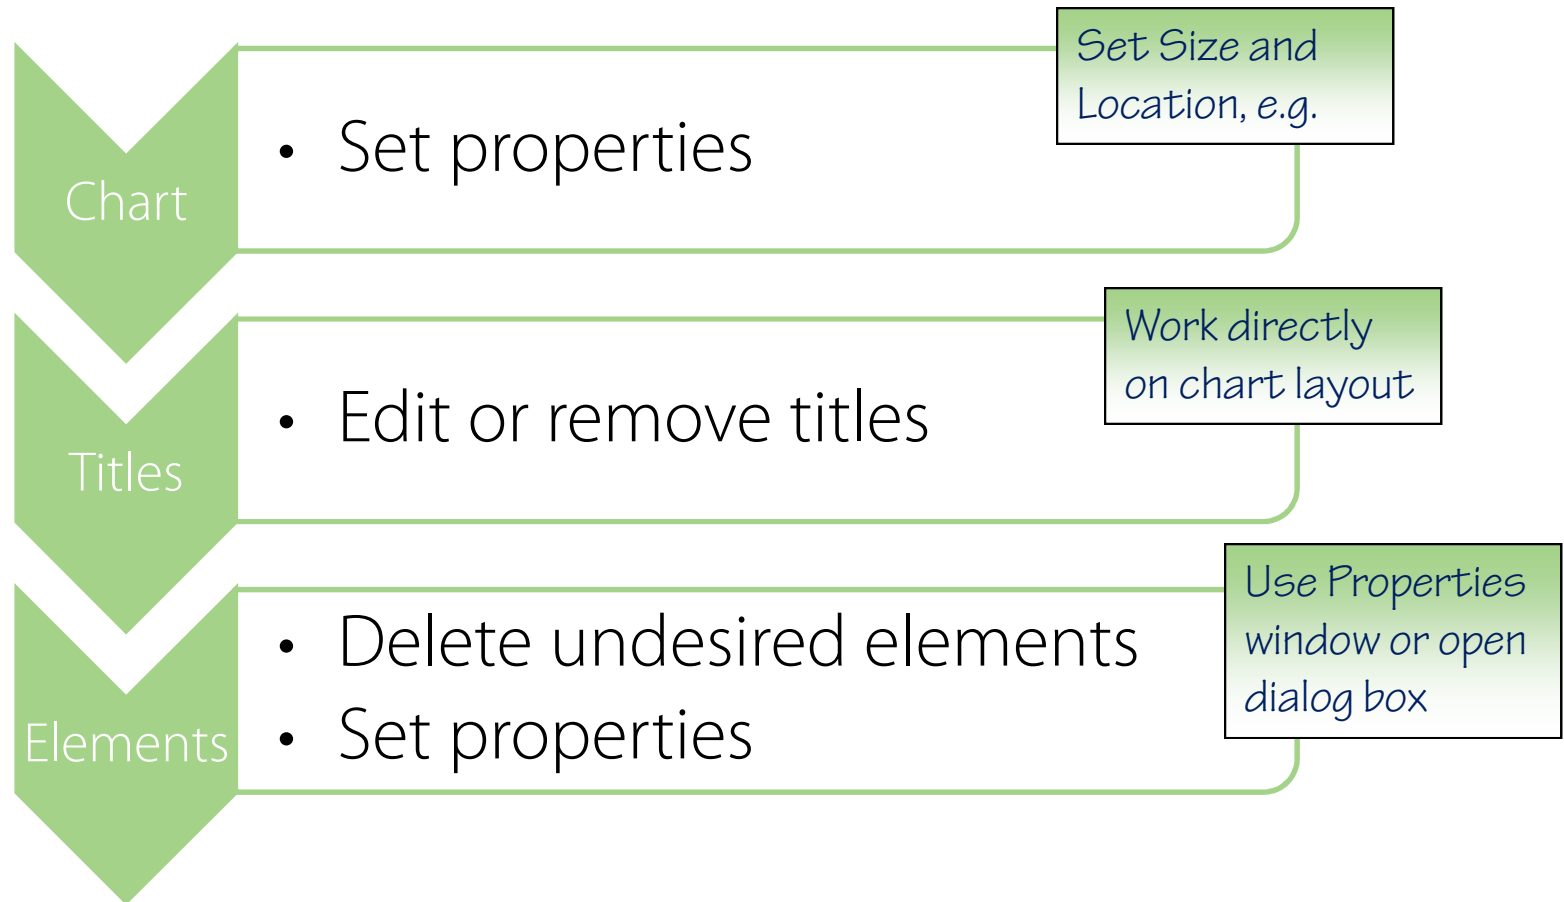 Set Size and
Location, e.g.
Chart
• Set properties
Work directly
on chart layout
Titles
• Edit or remove titles
Use Properties
window or open
dialog box
Elements
• Delete undesired elements
• Set properties